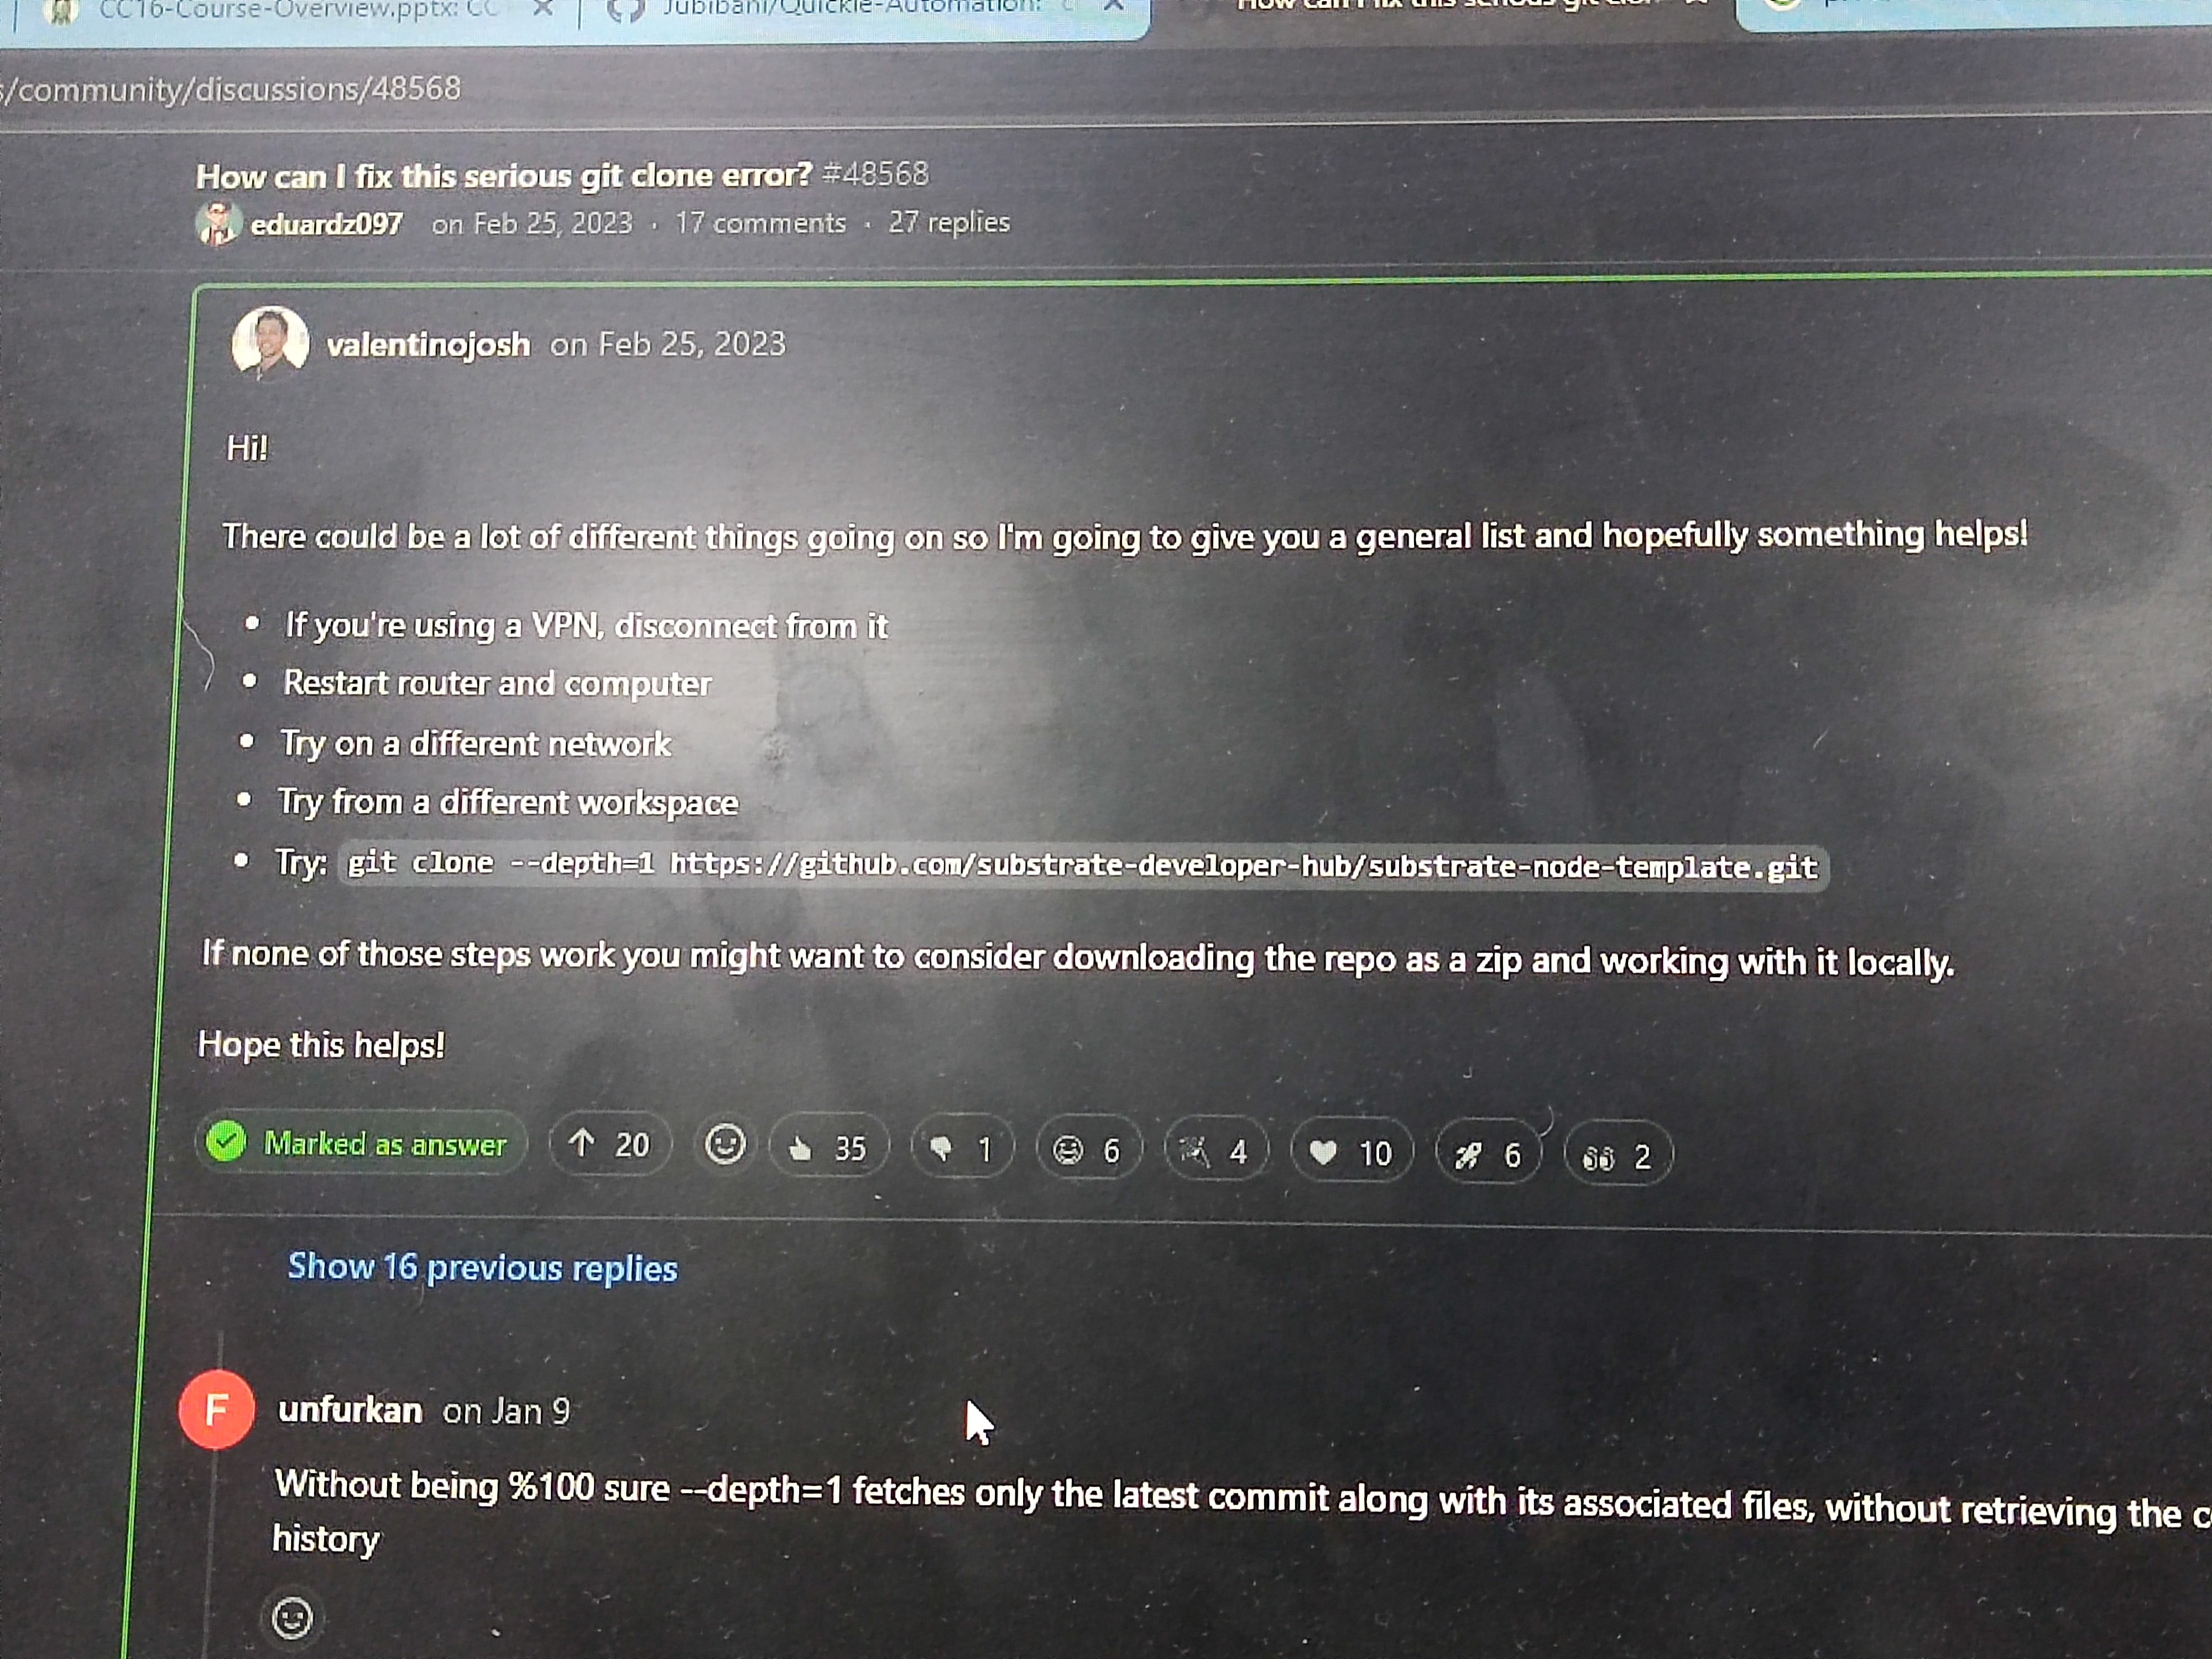 CC16-Course-Overview.pptx: CC
Jubibani/Quickie-Automation:
How can I fix this serious git clon
/community/discussions/48568
How can I fix this serious git clone error? #48568
eduardz097 on Feb 25, 2023 · 17 comments · 27 replies
valentinojosh on Feb 25, 2023
Hi!
There could be a lot of different things going on so I'm going to give you a general list and hopefully something helps!
• If you're using a VPN, disconnect from it
• Restart router and computer
• Try on a different network
• Try from a different workspace
• Try: git clone --depth=1 https://github.com/substrate-developer-hub/substrate-node-template.git
If none of those steps work you might want to consider downloading the repo as a zip and working with it locally.
Hope this helps!
Marked as answer ↑ 20 35 1 6 4 10 6 2
Show 16 previous replies
F unfurkan on Jan 9
Without being %100 sure --depth=1 fetches only the latest commit along with its associated files, without retrieving the
history